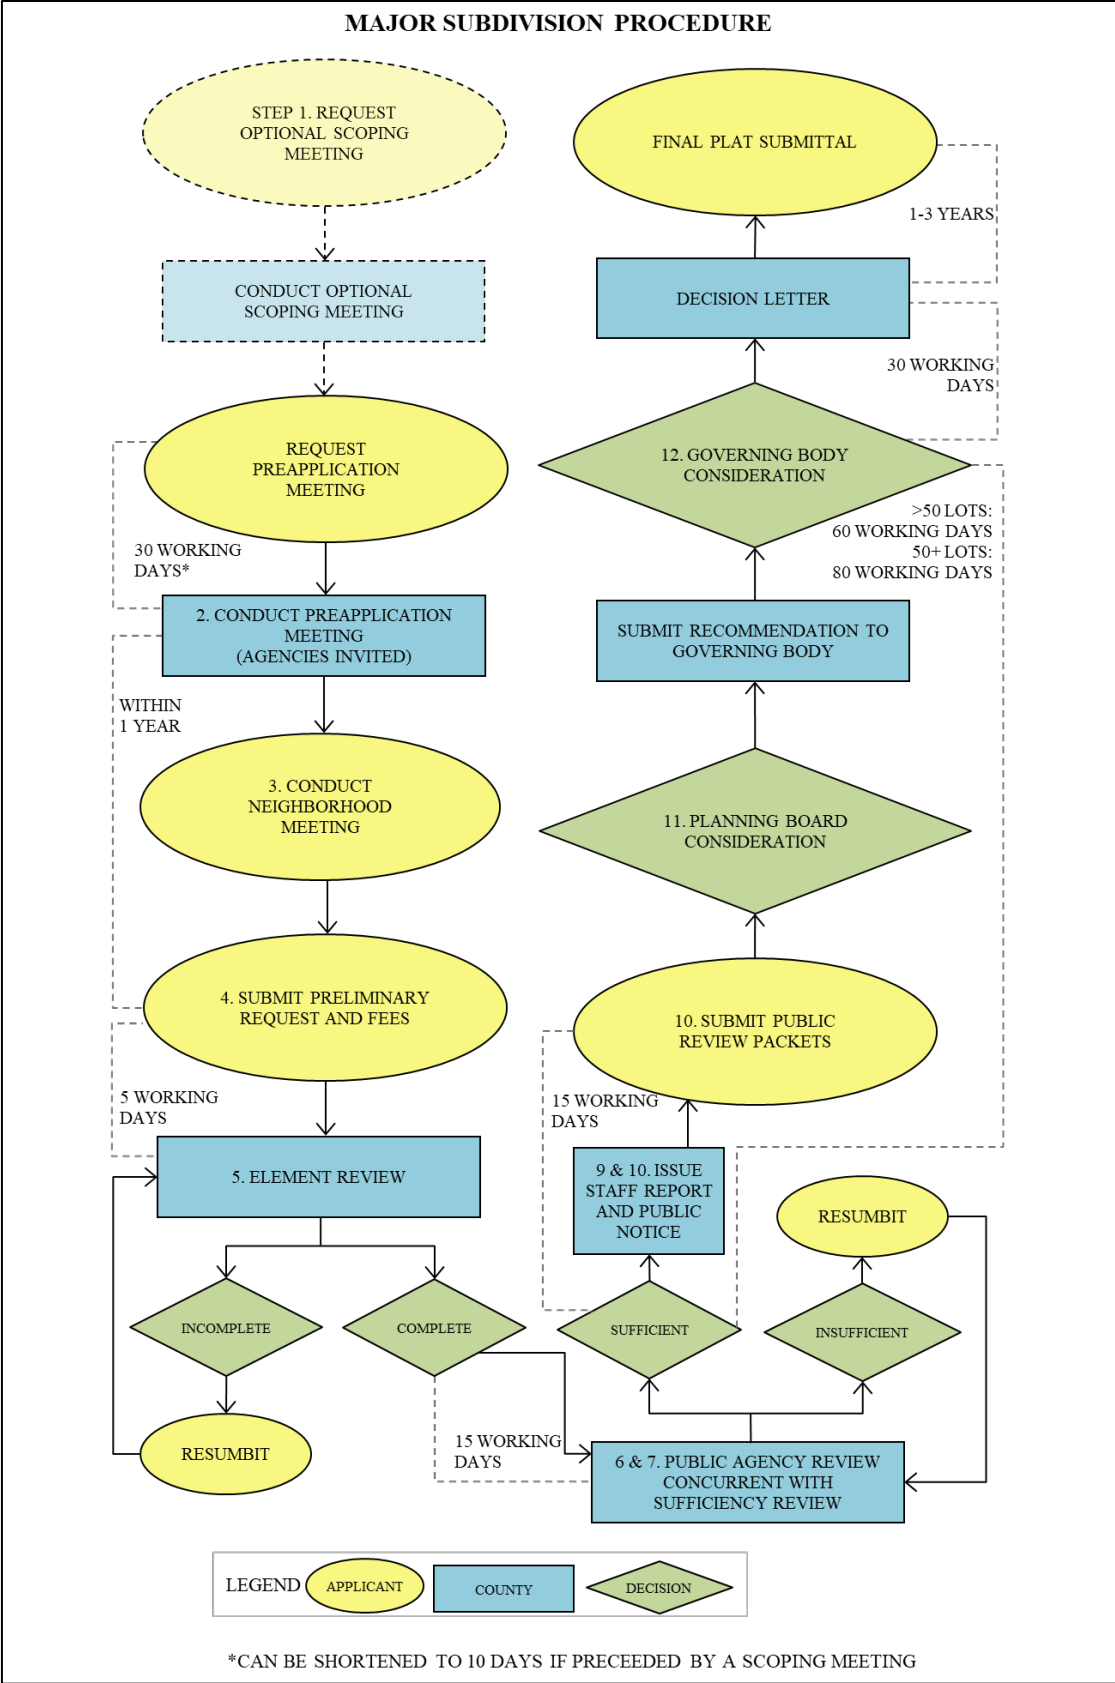 MAJOR SUBDIVISION PROCEDURE
STEP 1. REQUEST
OPTIONAL SCOPING
MEETING
CONDUCT OPTIONAL
SCOPING MEETING
REQUEST
PREAPPLICATION
MEETING
30 WORKING
DAYS*
2. CONDUCT PREAPPLICATION
MEETING
(AGENCIES INVITED)
WITHIN
1 YEAR
3. CONDUCT
NEIGHBORHOOD
MEETING
4. SUBMIT PRELIMINARY
REQUEST AND FEES
5 WORKING
DAYS
5. ELEMENT REVIEW
INCOMPLETE
COMPLETE
RESUMBIT
15 WORKING
DAYS
6 & 7. PUBLIC AGENCY REVIEW
CONCURRENT WITH
SUFFICIENCY REVIEW
SUFFICIENT
INSUFFICIENT
RESUMBIT
9 & 10. ISSUE
STAFF REPORT
AND PUBLIC
NOTICE
15 WORKING
DAYS
10. SUBMIT PUBLIC
REVIEW PACKETS
11. PLANNING BOARD
CONSIDERATION
SUBMIT RECOMMENDATION TO
GOVERNING BODY
>50 LOTS:
60 WORKING DAYS
50+ LOTS:
80 WORKING DAYS
12. GOVERNING BODY
CONSIDERATION
30 WORKING
DAYS
DECISION LETTER
1-3 YEARS
FINAL PLAT SUBMITTAL
LEGEND
APPLICANT
COUNTY
DECISION
*CAN BE SHORTENED TO 10 DAYS IF PRECEEDED BY A SCOPING MEETING